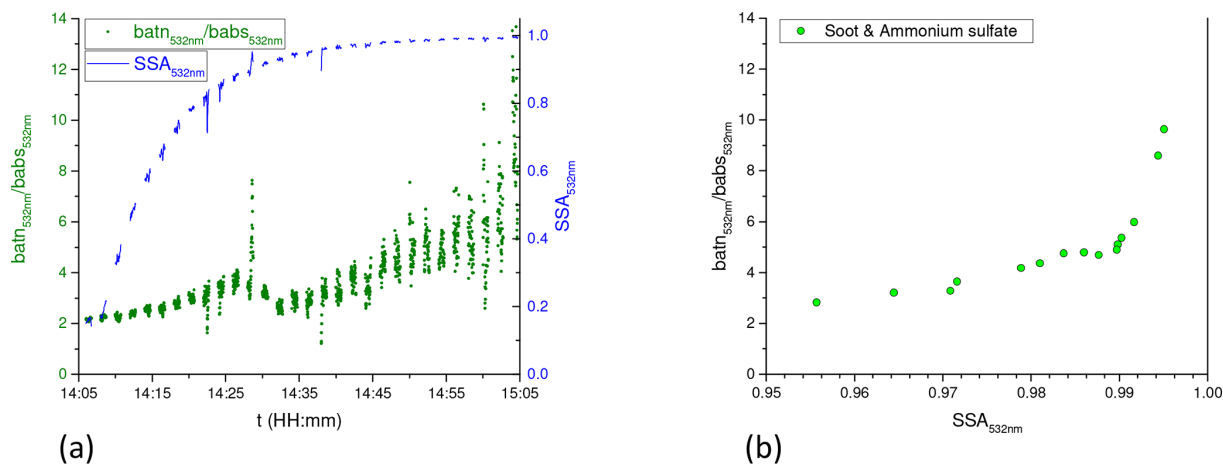 batn532nm/babs532nm
SSA532nm
14
12
10
8
6
4
2
0
batn532nm/babs532nm
1.0
0.8
0.6
0.4
0.2
0.0
SSA532nm
14:05 14:15 14:25 14:35 14:45 14:55 15:05
t (HH:mm)
(a)
Soot & Ammonium sulfate
14
12
10
8
6
4
2
0
batn532nm/babs532nm
0.95 0.96 0.97 0.98 0.99 1.00
SSA532nm
(b)